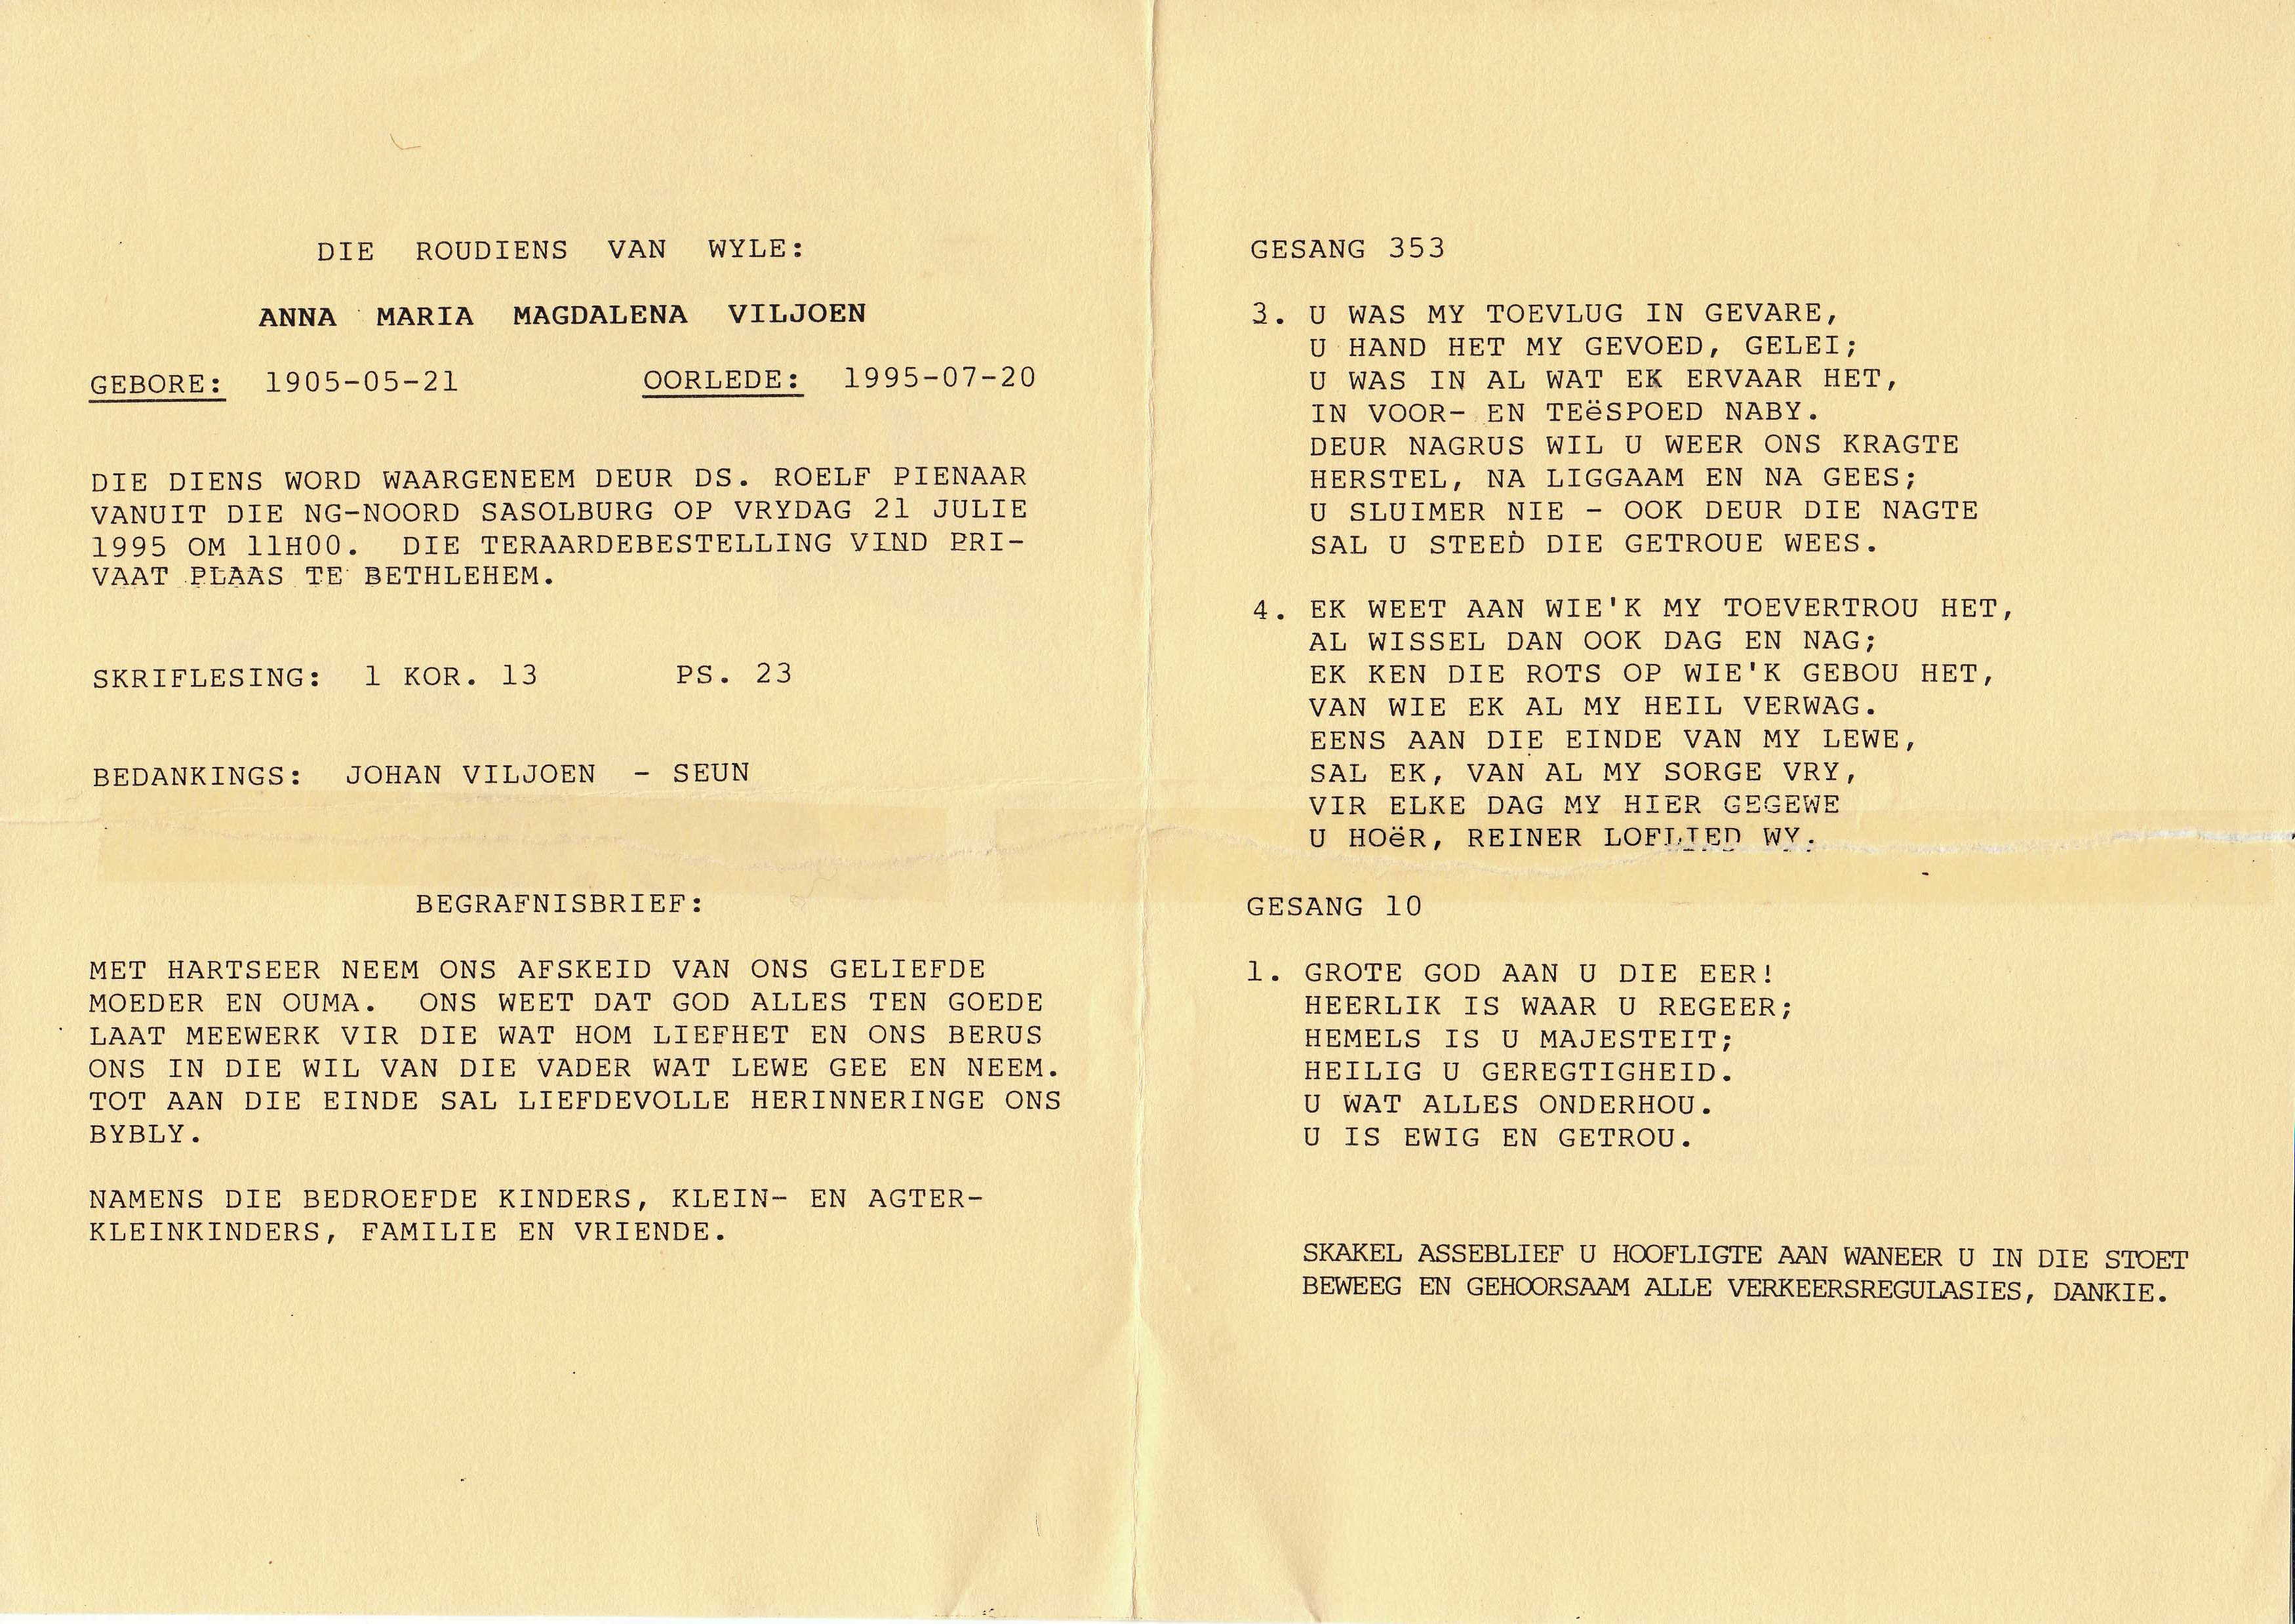 DIE ROUDIENS VAN WYLE:
ANNA MARIA MAGDALENA VILJOEN
GEBORE: 1905-05-21 OORLEDE: 1995-07-20
DIE DIENS WORD WAARGENEEM DEUR DS. ROELF PIENAAR
VANUIT DIE NG-NOORD SASOLBURG OP VRYDAG 21 JULIE
1995 OM 11H00. DIE TERAARDEBESTELLING VIND PRI-
VAAT PLAAS TE BETHLEHEM.
SKRIFLESING: 1 KOR. 13 PS. 23
BEDANKINGS: JOHAN VILJOEN - SEUN
BEGRAFNISBRIEF:
MET HARTSEER NEEM ONS AFSKEID VAN ONS GELIEFDE
MOEDER EN OUMA. ONS WEET DAT GOD ALLES TEN GOEDE
LAAT MEEWERK VIR DIE WAT HOM LIEFHET EN ONS BERUS
ONS IN DIE WIL VAN DIE VADER WAT LEWE GEE EN NEEM.
TOT AAN DIE EINDE SAL LIEFDEVOLLE HERINNERINGE ONS
BYBLY.
NAMENS DIE BEDROEFDE KINDERS, KLEIN- EN AGTER-
KLEINKINDERS, FAMILIE EN VRIENDE.
GESANG 353
3. U WAS MY TOEVLUG IN GEVARE,
U HAND HET MY GEVOED, GELEI;
U WAS IN AL WAT EK ERVAAR HET,
IN VOOR- EN TEëSPOED NABY.
DEUR NAGRUS WIL U WEER ONS KRAGTE
HERSTEL, NA LIGGAAM EN NA GEES;
U SLUIMER NIE - OOK DEUR DIE NAGTE
SAL U STEED DIE GETROUE WEES.
4. EK WEET AAN WIE'K MY TOEVERTROU HET,
AL WISSEL DAN OOK DAG EN NAG;
EK KEN DIE ROTS OP WIE'K GEBOU HET,
VAN WIE EK AL MY HEIL VERWAG.
EENS AAN DIE EINDE VAN MY LEWE,
SAL EK, VAN AL MY SORGE VRY,
VIR ELKE DAG MY HIER GEGEWE
U HOëR, REINER LOFLIED WY.
GESANG 10
1. GROTE GOD AAN U DIE EER!
HEERLIK IS WAAR U REGEER;
HEMELS IS U MAJESTEIT;
HEILIG U GEREGTIGHEID.
U WAT ALLES ONDERHOU.
U IS EWIG EN GETROU.
SKAKEL ASSEBLIEF U HOOFLIGTE AAN WANEER U IN DIE STOET
BEWEEG EN GEHOORSAAM ALLE VERKEERSREGULASIES, DANKIE.